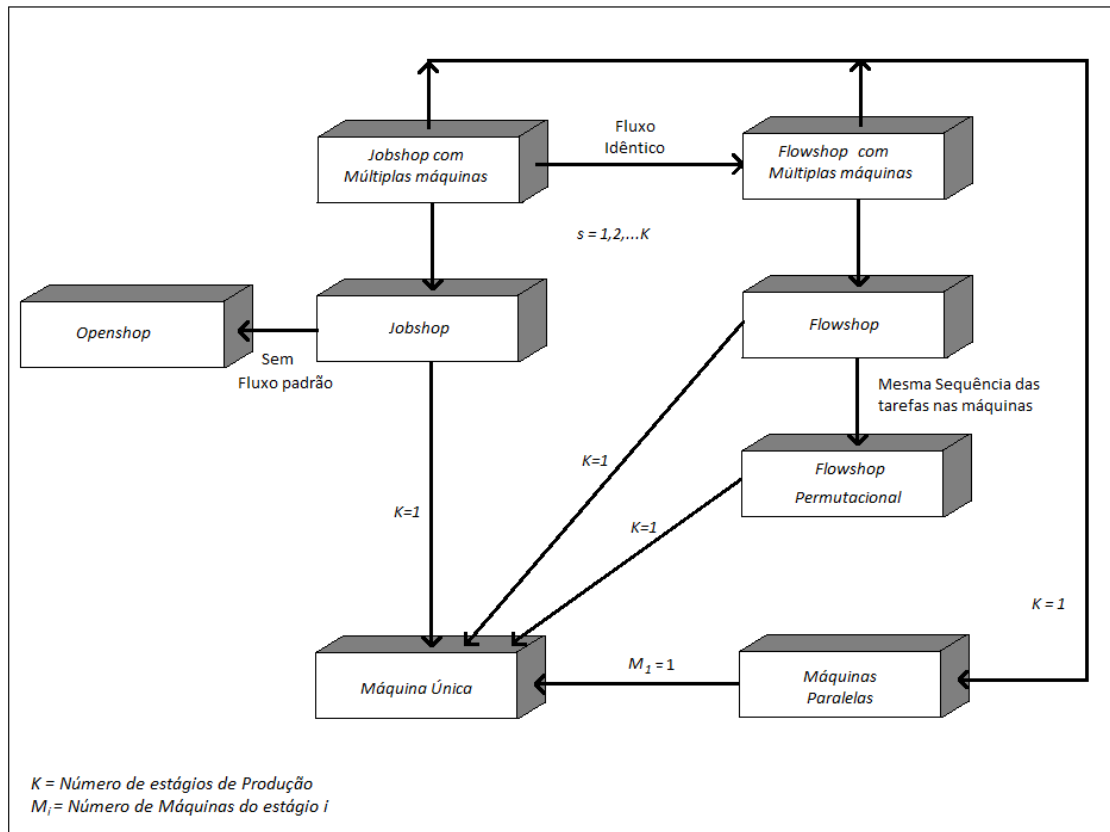 Jobshop com
Múltiplas máquinas
Fluxo
Idêntico
Flowshop com
Múltiplas máquinas
s = 1,2,...K
Openshop
Sem
Fluxo padrão
Jobshop
Flowshop
Mesma Sequência das
tarefas nas máquinas
K=1
Flowshop
Permutacional
K=1
K=1
K = 1
Máquina Única
M1 = 1
Máquinas
Paralelas
K = Número de estágios de Produção
Mi = Número de Máquinas do estágio i